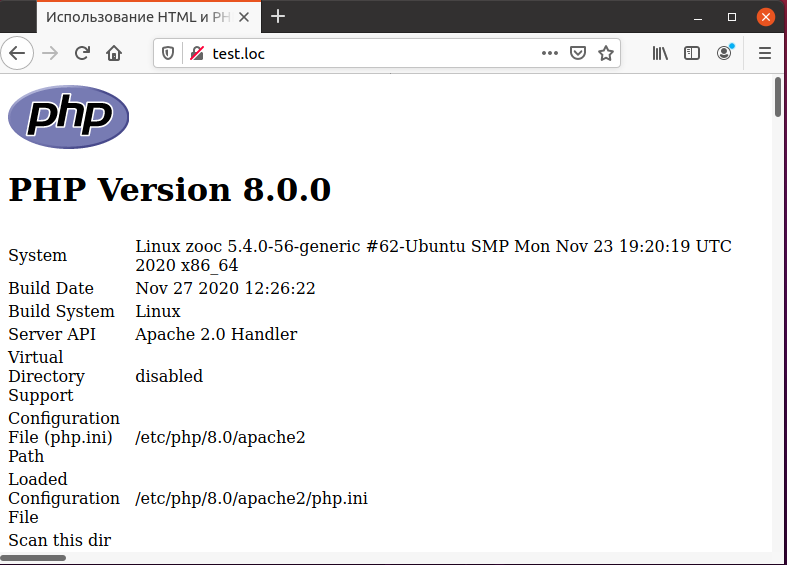 Использование HTML и PH
test.loc
php
PHP Version 8.0.0
System
Linux zooc 5.4.0-56-generic #62-Ubuntu SMP Mon Nov 23 19:20:19 UTC
2020 x86_64
Build Date
Nov 27 2020 12:26:22
Build System
Linux
Server API
Apache 2.0 Handler
Virtual
Directory
Support
disabled
Configuration
File (php.ini)
Path
/etc/php/8.0/apache2
Loaded
Configuration
File
/etc/php/8.0/apache2/php.ini
Scan this dir